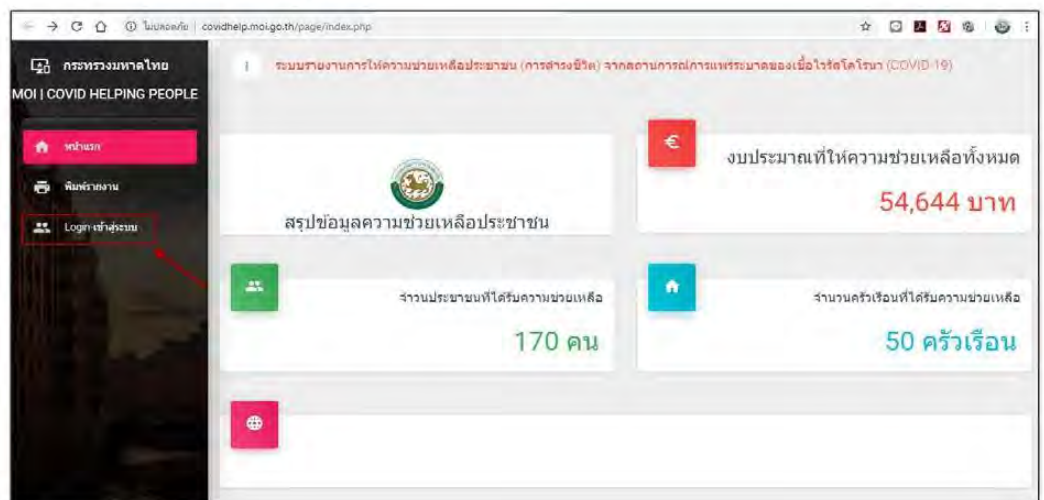 ไม่ปลอดภัย | covidhelp.moi.go.th/page/index.php
กระทรวงมหาดไทย
MOI | COVID HELPING PEOPLE
หน้าแรก
พิมพ์รายงาน
Login เข้าสู่ระบบ
ระบบรายงานการให้ความช่วยเหลือประชาชน (การดำรงชีวิต) จากสถานการณ์การแพร่ระบาดของเชื้อไวรัสโคโรนา (COVID-19)
สรุปข้อมูลความช่วยเหลือประชาชน
งบประมาณที่ให้ความช่วยเหลือทั้งหมด
54,644 บาท
จำวนประชาชนที่ได้รับความช่วยเหลือ
170 คน
จำนวนครัวเรือนที่ได้รับความช่วยเหลือ
50 ครัวเรือน